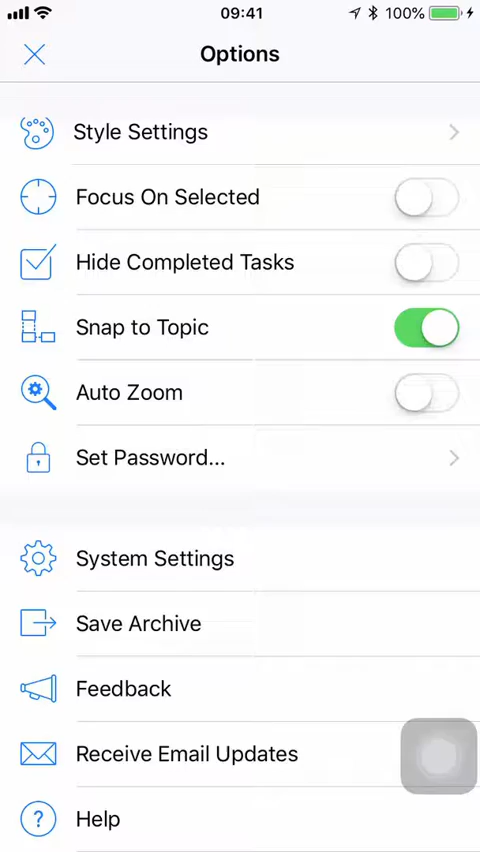 09:41
100%
Options
Style Settings
Focus On Selected
Hide Completed Tasks
Snap to Topic
Auto Zoom
Set Password...
System Settings
Save Archive
Feedback
Receive Email Updates
? Help